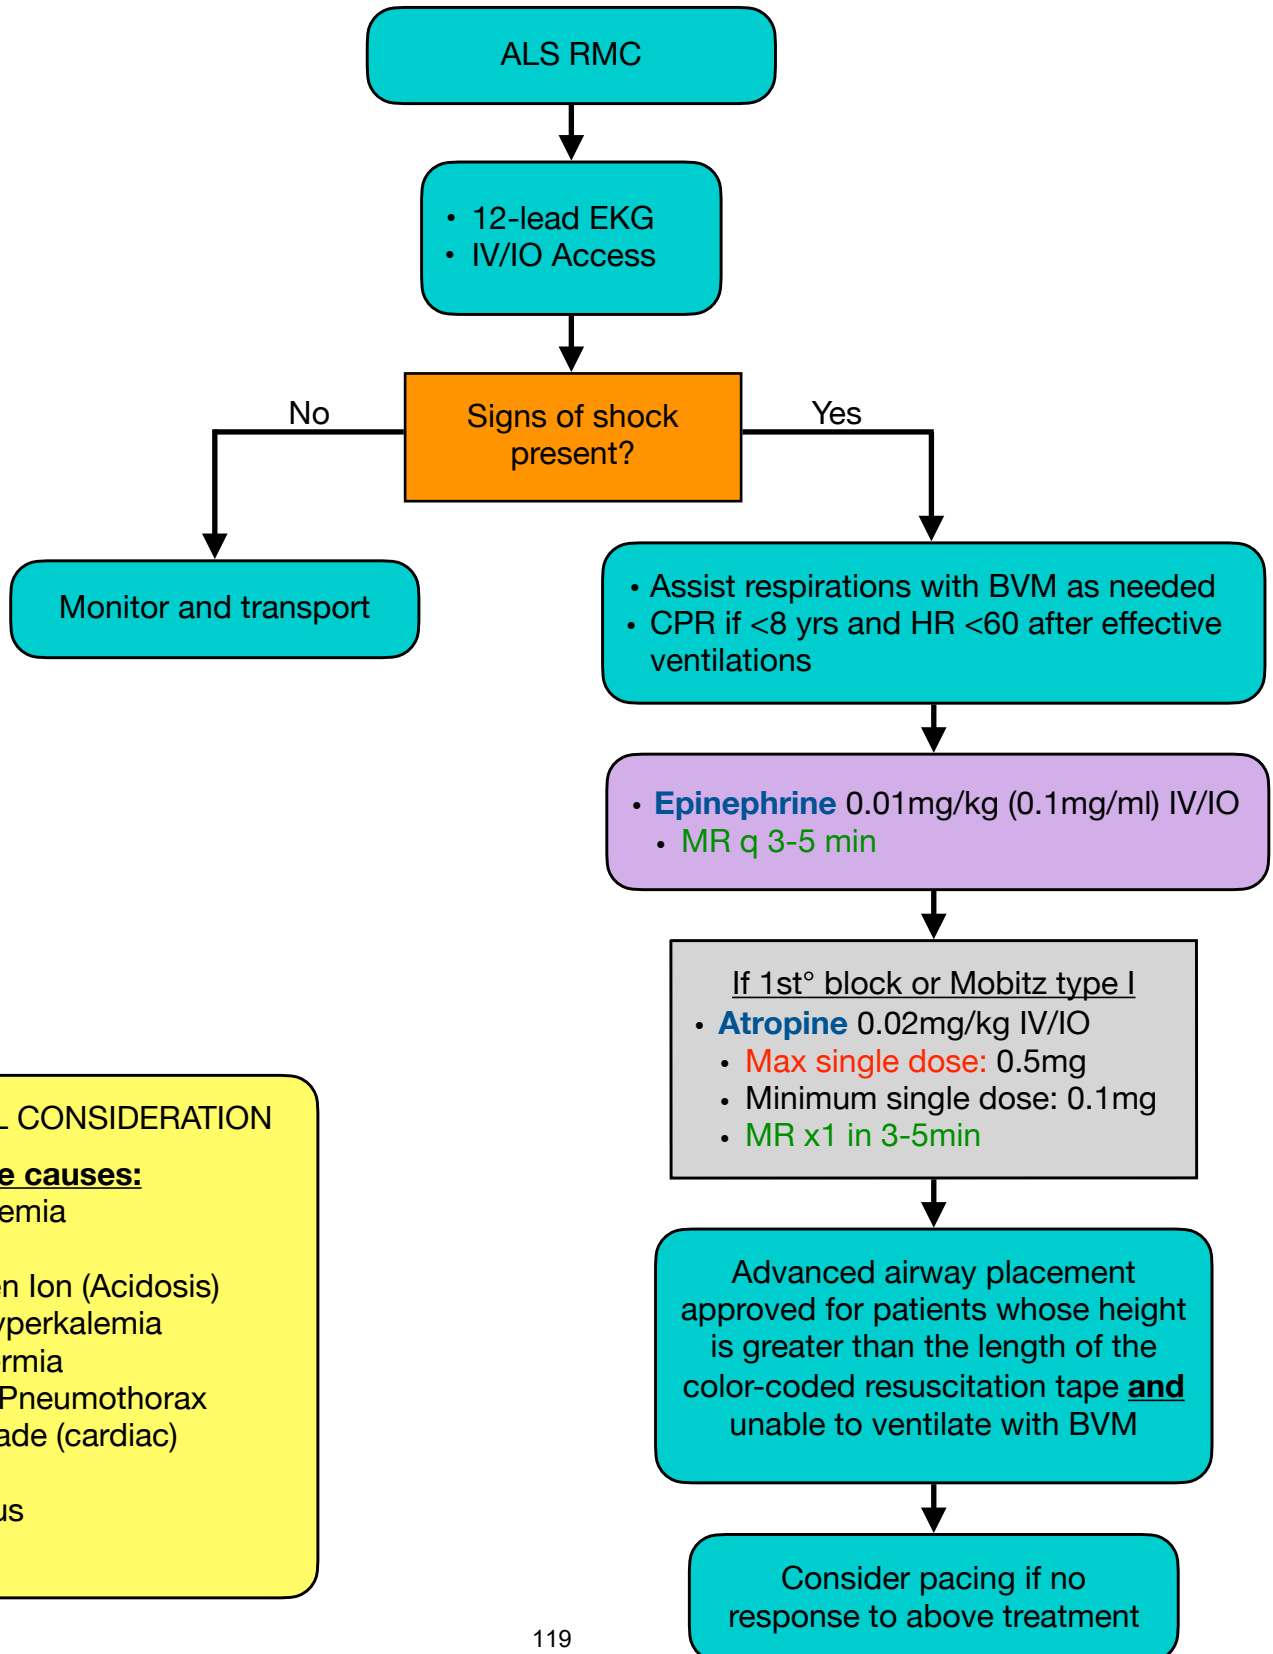 ALS RMC
• 12-lead EKG
• IV/IO Access
Signs of shock
present?
No
Yes
Monitor and transport
• Assist respirations with BVM as needed
• CPR if <8 yrs and HR <60 after effective
ventilations
• Epinephrine 0.01mg/kg (0.1mg/ml) IV/IO
• MR q 3-5 min
If 1st° block or Mobitz type I
• Atropine 0.02mg/kg IV/IO
• Max single dose: 0.5mg
• Minimum single dose: 0.1mg
• MR x1 in 3-5min
Advanced airway placement
approved for patients whose height
is greater than the length of the
color-coded resuscitation tape and
unable to ventilate with BVM
Consider pacing if no
response to above treatment
CONSIDERATION
causes:
Ion (Acidosis)
Pneumothorax
(cardiac)
119